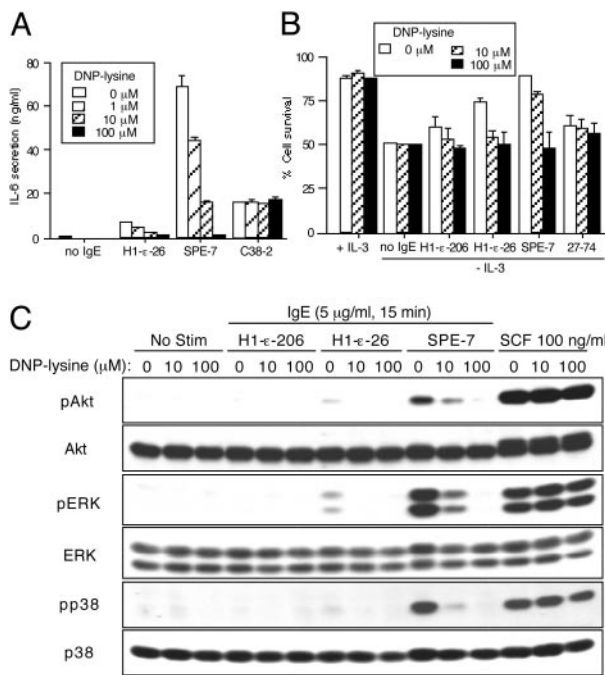 A
DNP-lysine
0 μM
1 μM
10 μM
100 μM
IL-6 secretion (ng/ml)
80
60
40
20
0
no IgE H1-ε-26 SPE-7 C38-2
B
DNP-lysine
0 μM 10 μM
100 μM
% Cell survival
100
75
50
25
0
+ IL-3 no IgE H1-ε-206 H1-ε-26 SPE-7 27-74
- IL-3
C
IgE (5 μg/ml, 15 min)
No Stim H1-ε-206 H1-ε-26 SPE-7 SCF 100 ng/ml
DNP-lysine (μM): 0 10 100 0 10 100 0 10 100 0 10 100 0 10 100
pAkt
Akt
pERK
ERK
pp38
p38